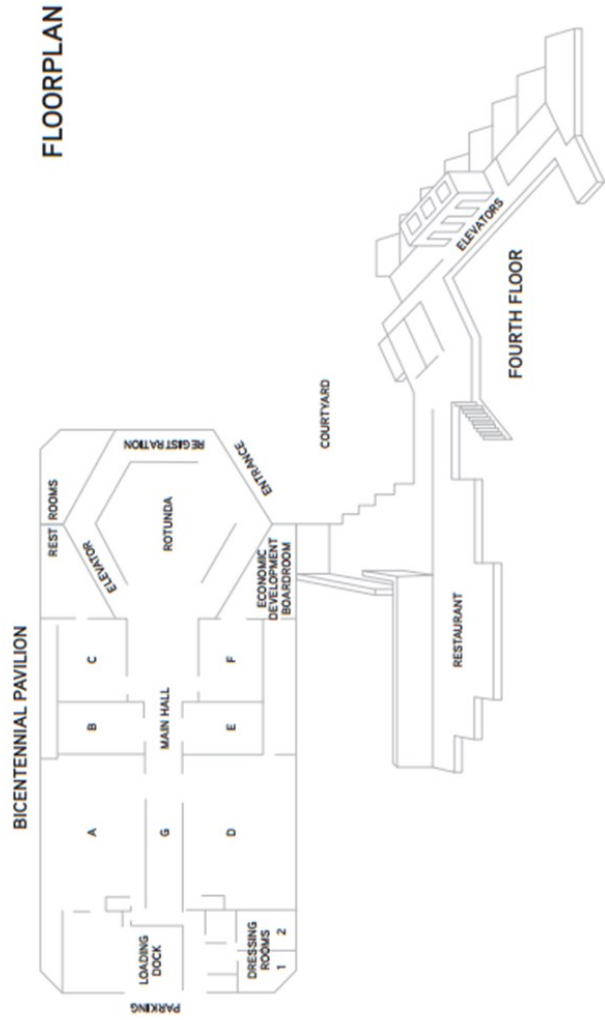 FLOORPLAN
BICENTENNIAL PAVILION
REST ROOMS
REGISTRATION
ELEVATOR
ROTUNDA
ENTRANCE
COURTYARD
ECONOMIC
DEVELOPMENT
BOARDROOM
C
F
B
MAIN HALL
E
A
G
D
LOADING
DOCK
DRESSING
ROOMS
1 2
PARKING
RESTAURANT
ELEVATORS
FOURTH FLOOR